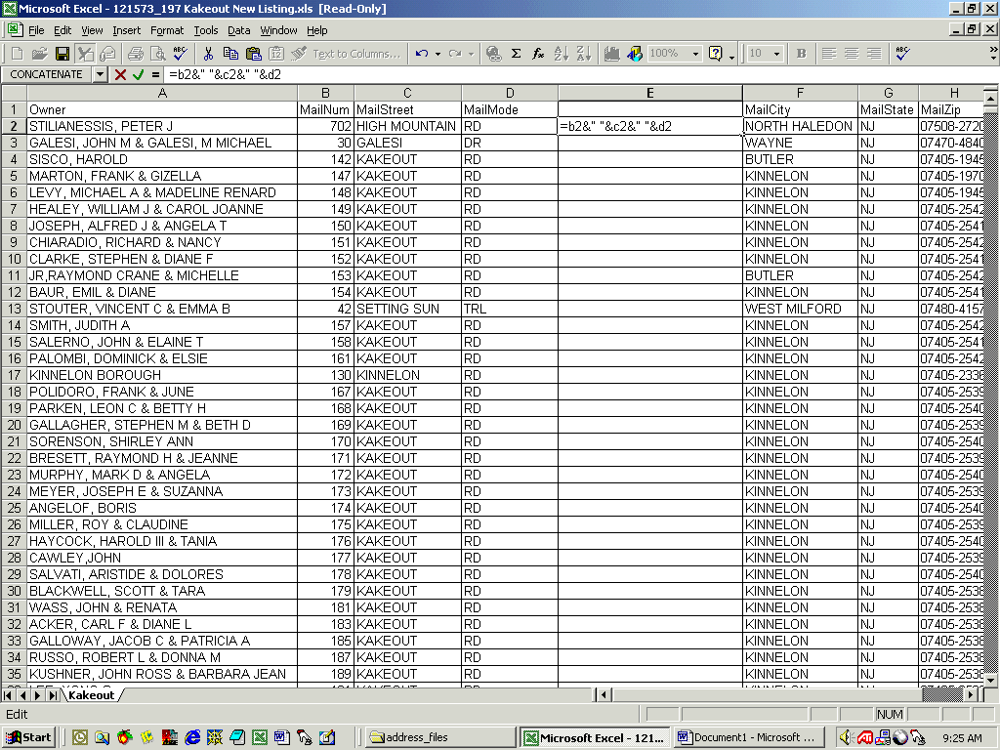 Microsoft Excel - 121573_197 Kakeout New Listing.xls [Read-Only]
File Edit View Insert Format Tools Data Window Help
Text to Columns... 100% 10 B
CONCATENATE =b2&" "&c2&" "&d2
A B C D E F G H
1 Owner MailNum MailStreet MailMode MailCity MailState MailZip
2 STILIANESSIS, PETER J 702 HIGH MOUNTAIN RD =b2&" "&c2&" "&d2 NORTH HALEDON NJ 07508-2720
3 GALESI, JOHN M & GALESI, M MICHAEL 30 GALESI DR WAYNE NJ 07470-4840
4 SISCO, HAROLD 142 KAKEOUT RD BUTLER NJ 07405-1945
5 MARTON, FRANK & GIZELLA 147 KAKEOUT RD KINNELON NJ 07405-1970
6 LEVY, MICHAEL A & MADELINE RENARD 148 KAKEOUT RD KINNELON NJ 07405-1945
7 HEALEY, WILLIAM J & CAROL JOANNE 149 KAKEOUT RD KINNELON NJ 07405-2542
8 JOSEPH, ALFRED J & ANGELA T 150 KAKEOUT RD KINNELON NJ 07405-2541
9 CHIARADIO, RICHARD & NANCY 151 KAKEOUT RD KINNELON NJ 07405-2542
10 CLARKE, STEPHEN & DIANE F 152 KAKEOUT RD KINNELON NJ 07405-2541
11 JR,RAYMOND CRANE & MICHELLE 153 KAKEOUT RD BUTLER NJ 07405-2542
12 BAUR, EMIL & DIANE 154 KAKEOUT RD KINNELON NJ 07405-2541
13 STOUTER, VINCENT C & EMMA B 42 SETTING SUN TRL WEST MILFORD NJ 07480-4157
14 SMITH, JUDITH A 157 KAKEOUT RD KINNELON NJ 07405-2542
15 SALERNO, JOHN & ELAINE T 158 KAKEOUT RD KINNELON NJ 07405-2541
16 PALOMBI, DOMINICK & ELSIE 161 KAKEOUT RD KINNELON NJ 07405-2542
17 KINNELON BOROUGH 130 KINNELON RD KINNELON NJ 07405-2336
18 POLIDORO, FRANK & JUNE 167 KAKEOUT RD KINNELON NJ 07405-2539
19 PARKEN, LEON C & BETTY H 168 KAKEOUT RD KINNELON NJ 07405-2540
20 GALLAGHER, STEPHEN M & BETH D 169 KAKEOUT RD KINNELON NJ 07405-2539
21 SORENSON, SHIRLEY ANN 170 KAKEOUT RD KINNELON NJ 07405-2540
22 BRESETT, RAYMOND H & JEANNE 171 KAKEOUT RD KINNELON NJ 07405-2539
23 MURPHY, MARK D & ANGELA 172 KAKEOUT RD KINNELON NJ 07405-2540
24 MEYER, JOSEPH E & SUZANNA 173 KAKEOUT RD KINNELON NJ 07405-2539
25 ANGELOF, BORIS 174 KAKEOUT RD KINNELON NJ 07405-2540
26 MILLER, ROY & CLAUDINE 175 KAKEOUT RD KINNELON NJ 07405-2539
27 HAYCOCK, HAROLD III & TANIA 176 KAKEOUT RD KINNELON NJ 07405-2540
28 CAWLEY,JOHN 177 KAKEOUT RD KINNELON NJ 07405-2539
29 SALVATI, ARISTIDE & DOLORES 178 KAKEOUT RD KINNELON NJ 07405-2540
30 BLACKWELL, SCOTT & TARA 179 KAKEOUT RD KINNELON NJ 07405-2538
31 WASS, JOHN & RENATA 181 KAKEOUT RD KINNELON NJ 07405-2538
32 ACKER, CARL F & DIANE L 183 KAKEOUT RD KINNELON NJ 07405-2538
33 GALLOWAY, JACOB C & PATRICIA A 185 KAKEOUT RD KINNELON NJ 07405-2538
34 RUSSO, ROBERT L & DONNA M 187 KAKEOUT RD KINNELON NJ 07405-2538
35 KUSHNER, JOHN ROSS & BARBARA JEAN 189 KAKEOUT RD KINNELON NJ 07405-2538
Kakeout
Edit NUM
Start address_files Microsoft Excel - 121... Document1 - Microsoft ... 9:25 AM